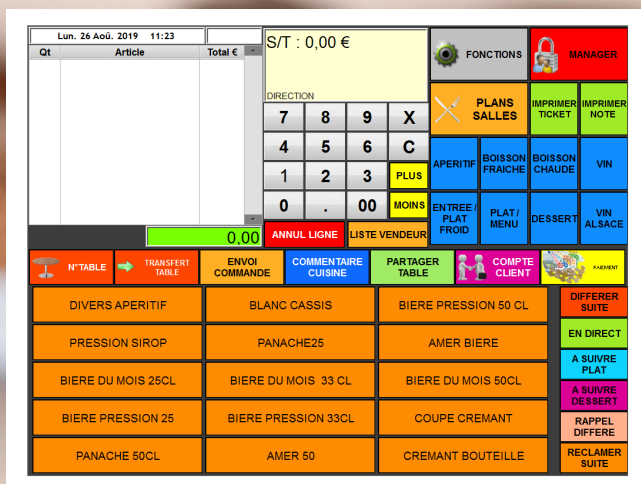 Lun. 26 Aoû. 2019 11:23
Qt Article Total €
S/T : 0,00 €
DIRECTION
FONCTIONS
MANAGER
PLANS
SALLES
IMPRIMER
TICKET
IMPRIMER
NOTE
7 8 9 X
4 5 6 C
1 2 3 PLUS
0 . 00 MOINS
APERITIF
BOISSON
FRAICHE
BOISSON
CHAUDE
VIN
ENTREE /
PLAT
FROID
PLAT /
MENU
DESSERT
VIN
ALSACE
0,00
ANNUL LIGNE
LISTE VENDEUR
N°TABLE
TRANSFERT
TABLE
ENVOI
COMMANDE
COMMENTAIRE
CUISINE
PARTAGER
TABLE
COMPTE
CLIENT
PAIEMENT
DIVERS APERITIF
BLANC CASSIS
BIERE PRESSION 50 CL
DIFFERER
SUITE
PRESSION SIROP
PANACHE25
AMER BIERE
EN DIRECT
A SUIVRE
PLAT
BIERE DU MOIS 25CL
BIERE DU MOIS 33 CL
BIERE DU MOIS 50CL
A SUIVRE
DESSERT
BIERE PRESSION 25
BIERE PRESSION 33CL
COUPE CREMANT
RAPPEL
DIFFERE
PANACHE 50CL
AMER 50
CREMANT BOUTEILLE
RECLAMER
SUITE